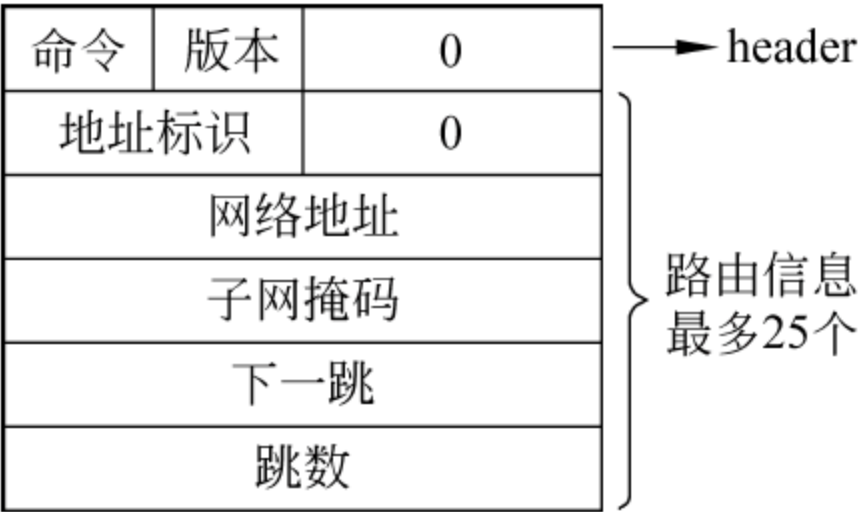 命令 版本 0 header
地址标识 0
网络地址
子网掩码
下一跳
跳数
路由信息
最多25个